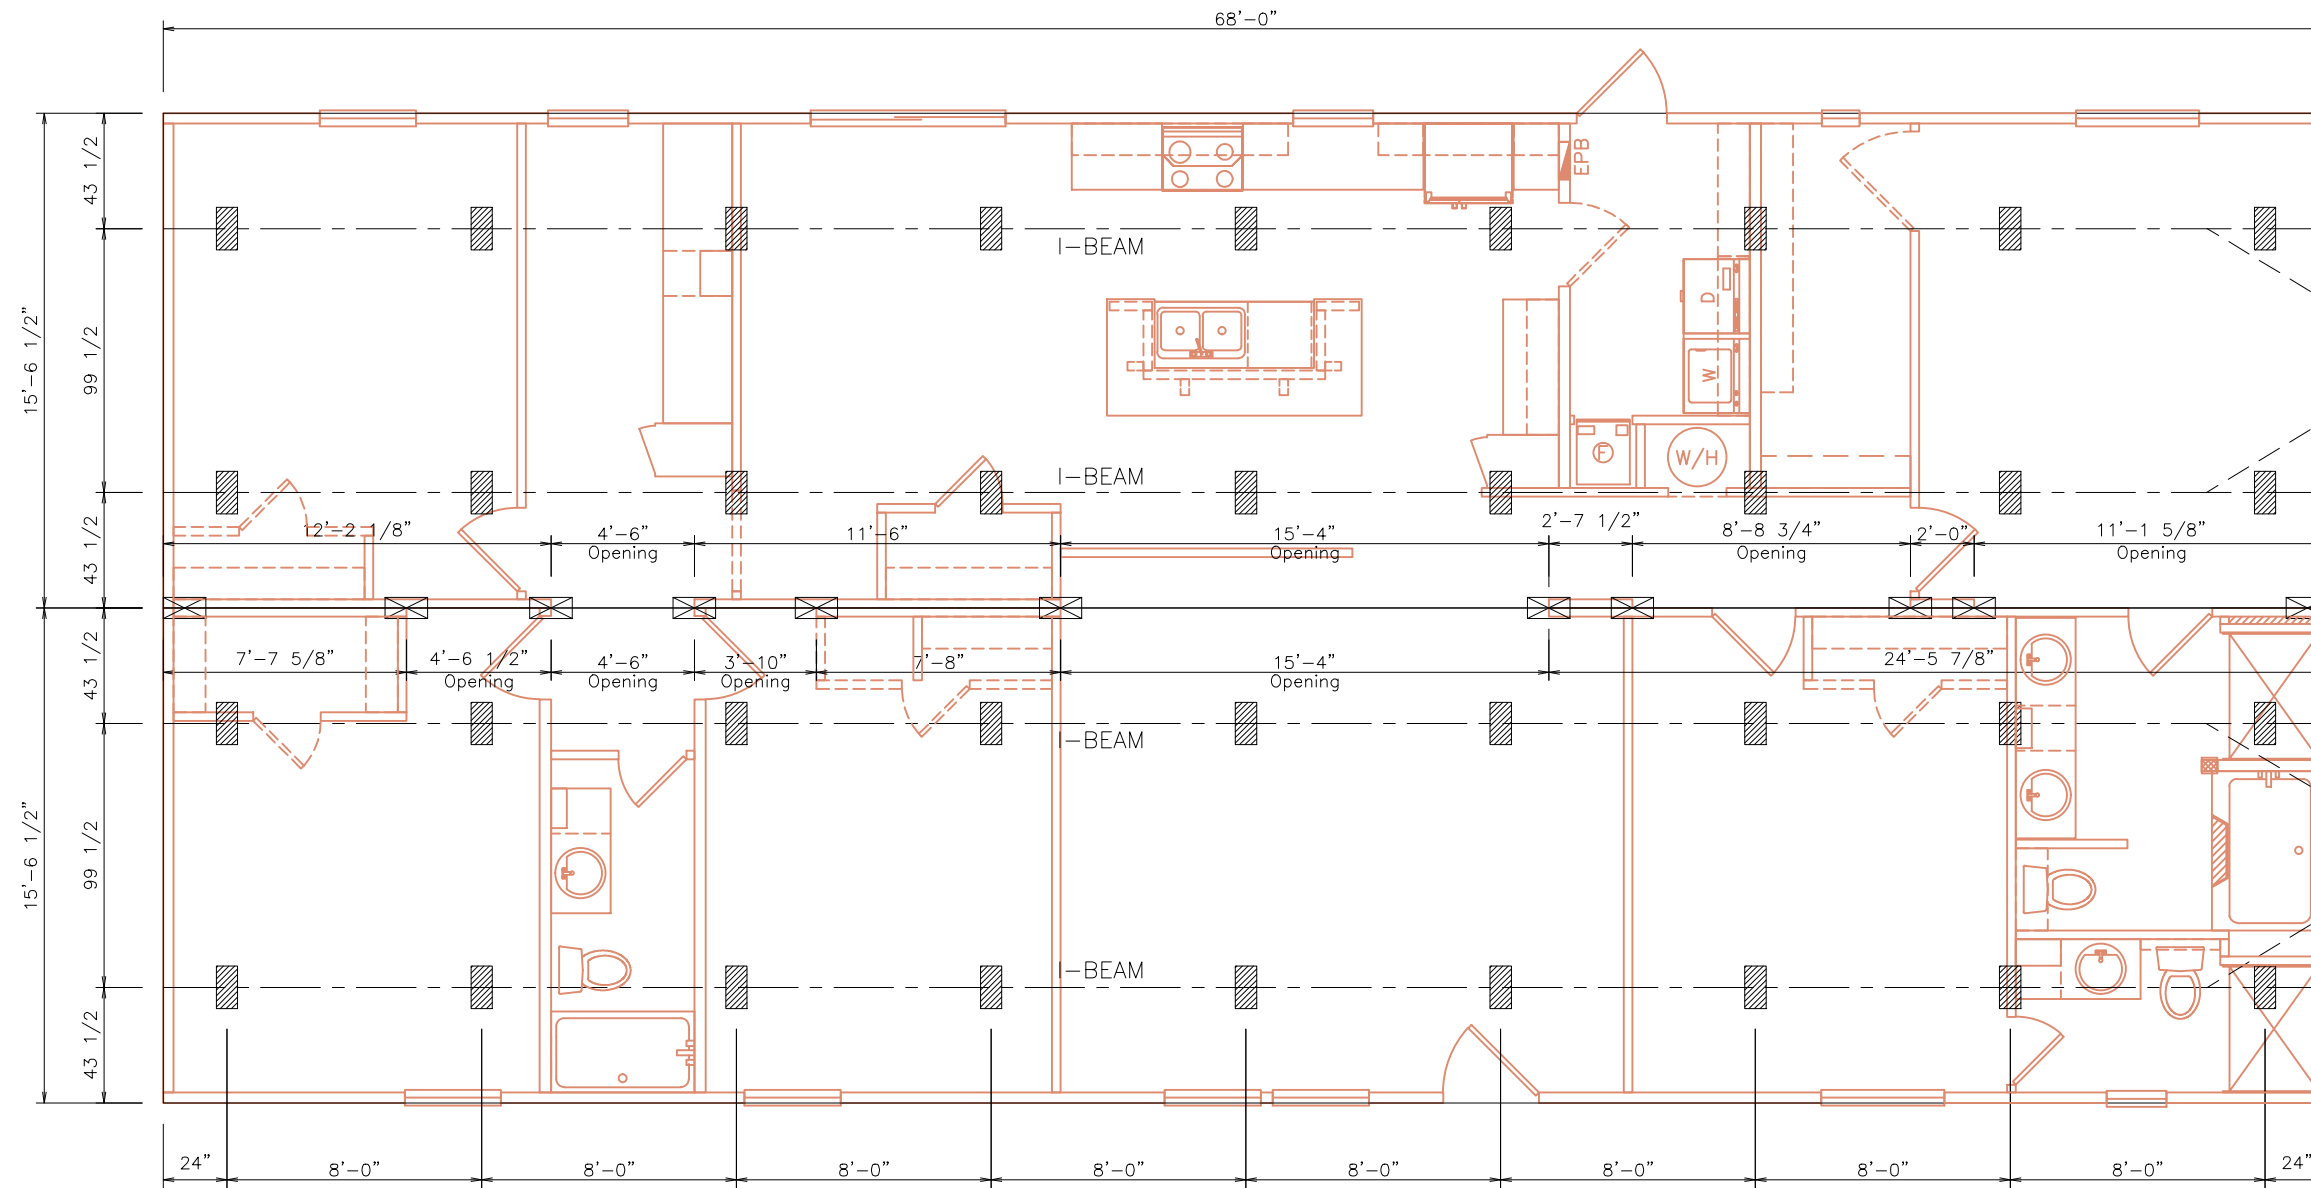 68'-0"
43 1/2
99 1/2
43 1/2
15'-6 1/2"
43 1/2
99 1/2
43 1/2
15'-6 1/2"
EPB
I-BEAM
D
W
F
W/H
I-BEAM
12'-2 1/8"
4'-6"
Opening
11'-6"
15'-4"
Opening
2'-7 1/2"
8'-8 3/4"
Opening
2'-0"
11'-1 5/8"
Opening
7'-7 5/8"
4'-6 1/2"
Opening
4'-6"
Opening
3'-10"
Opening
7'-8"
15'-4"
Opening
24'-5 7/8"
I-BEAM
I-BEAM
24"
8'-0"
8'-0"
8'-0"
8'-0"
8'-0"
8'-0"
8'-0"
8'-0"
24"